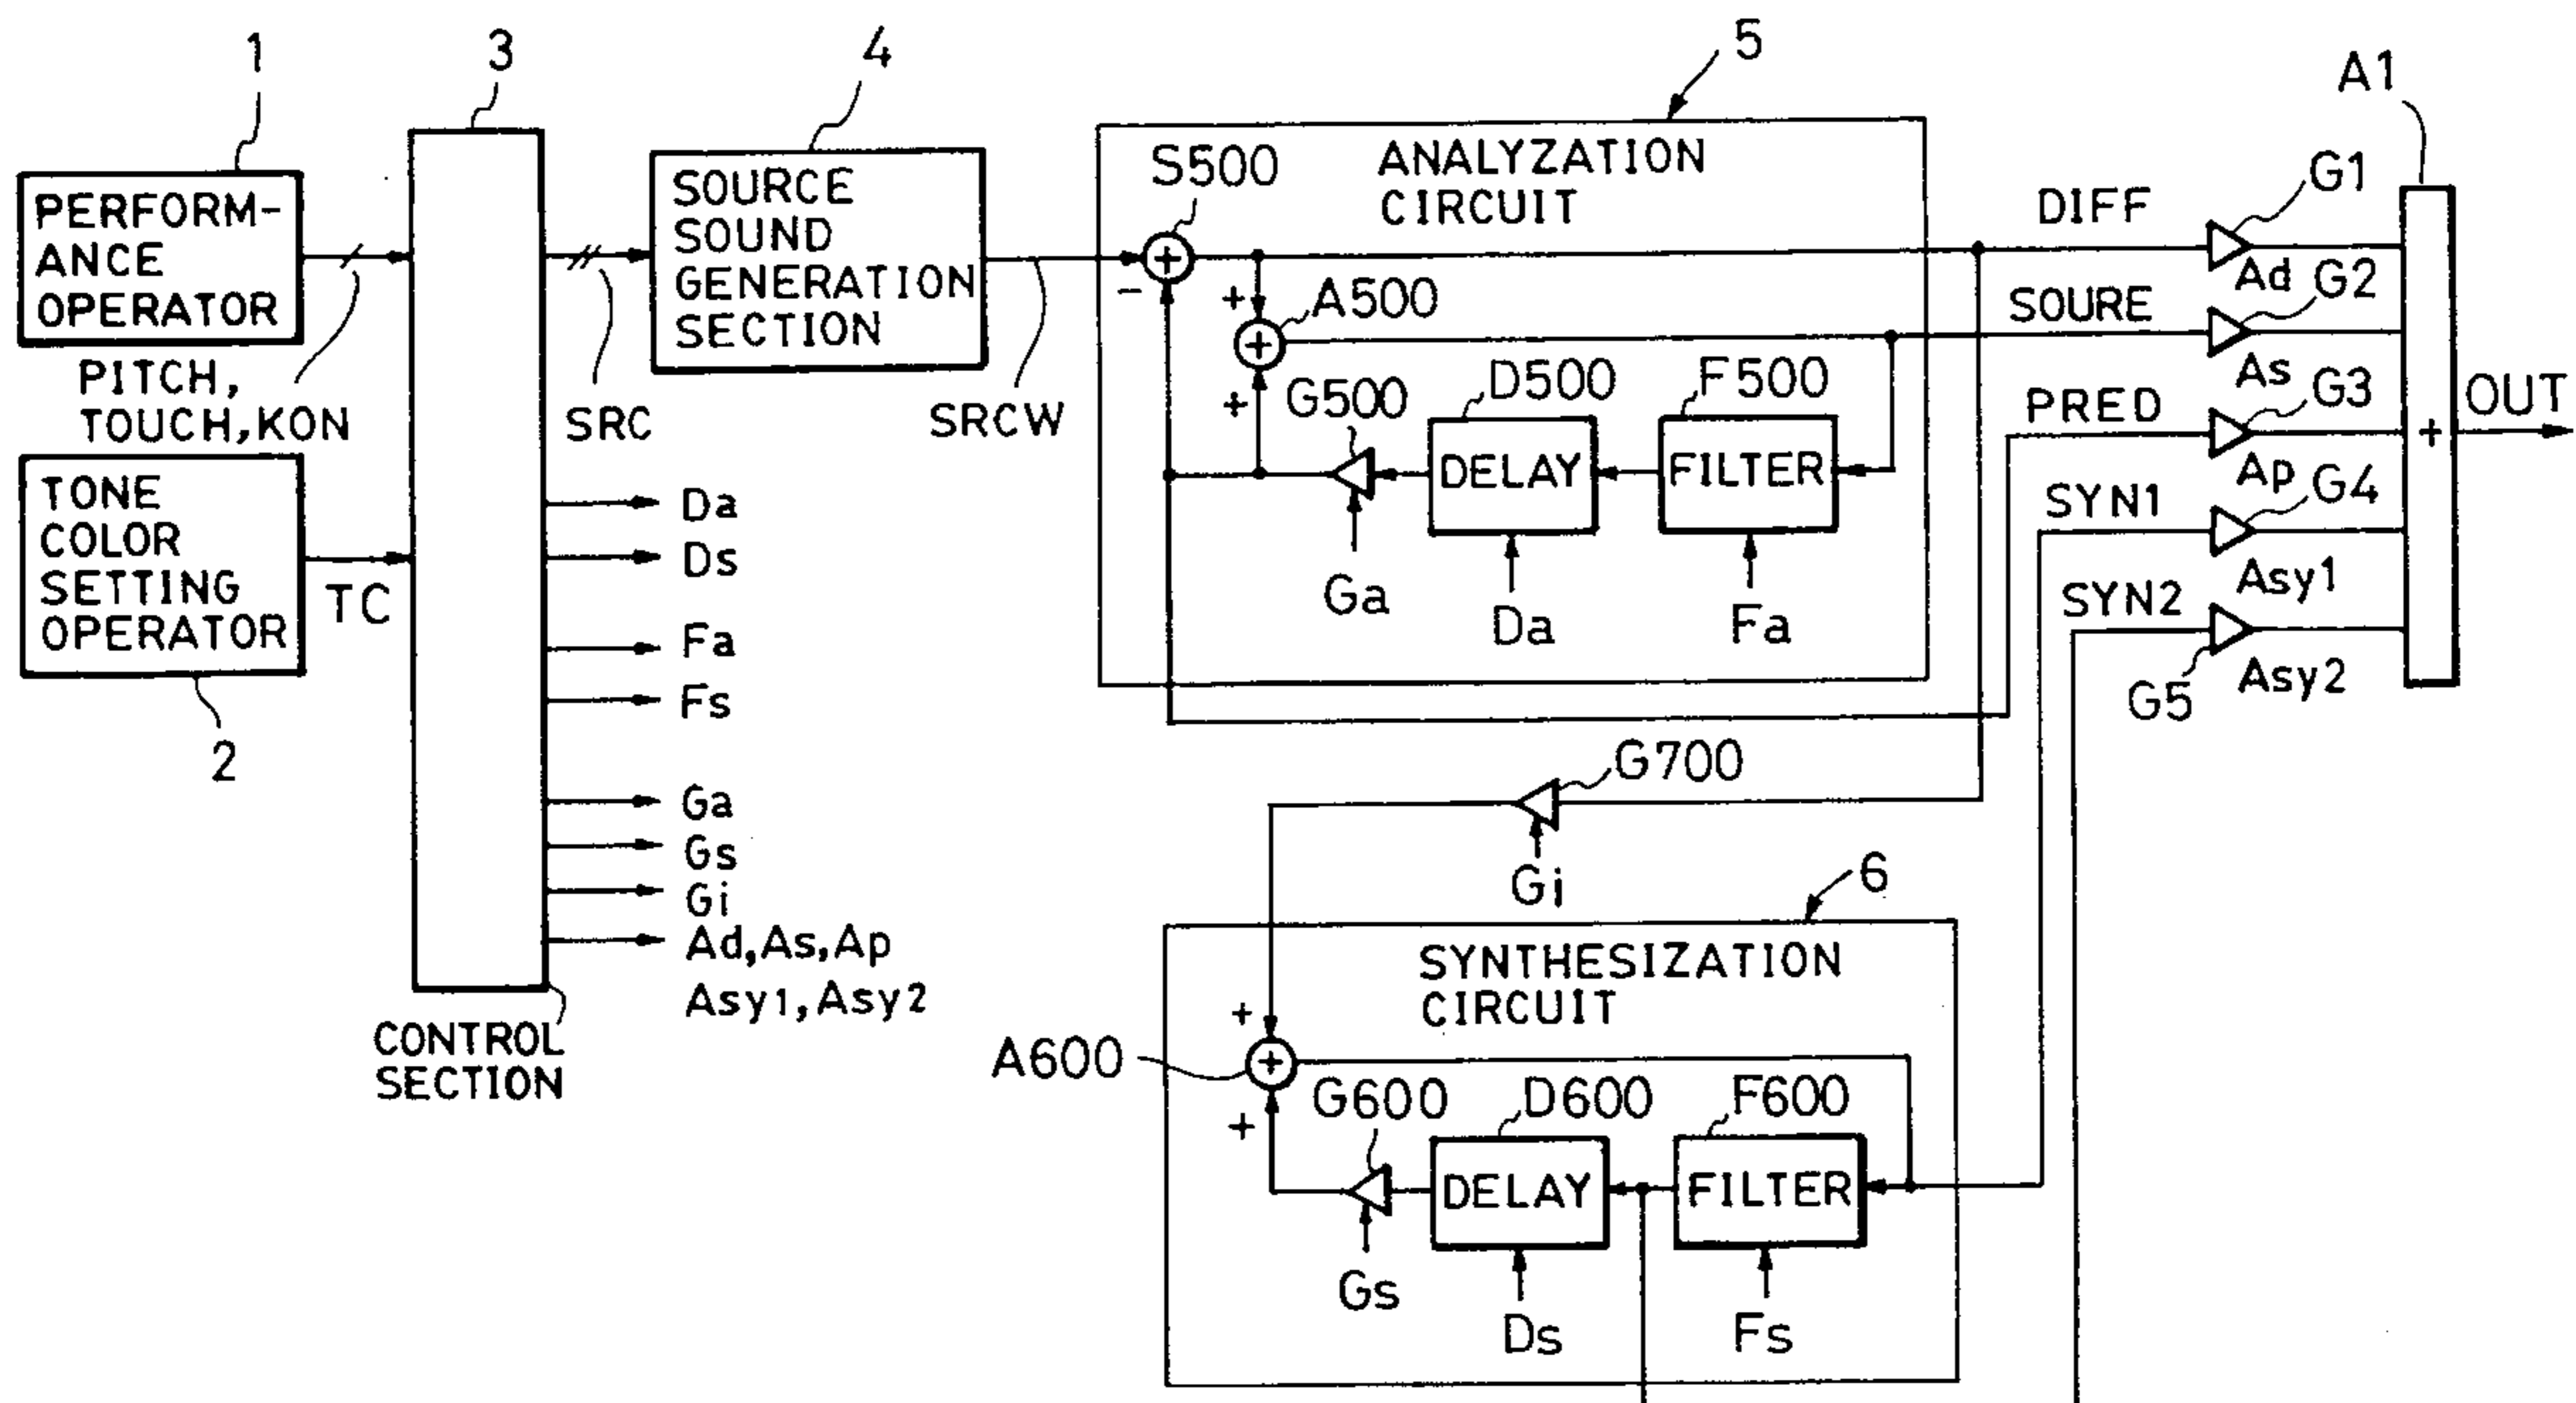 1
3
4
5
A1
PERFORM-
ANCE
OPERATOR
SOURCE
SOUND
GENERATION
SECTION
S500
ANALYZATION
CIRCUIT
DIFF
G1
+
-
+
A500
+
Ad
G2
SOURE
PITCH,
TOUCH,KON
SRC
SRCW
+
G500
D500
F500
As
G3
PRED
OUT
+
TONE
COLOR
SETTING
OPERATOR
TC
DELAY
FILTER
Ap
G4
SYN1
Da
Ds
Fa
Fs
Ga
Da
Fa
Asy1
SYN2
Asy2
G5
2
Ga
Gs
Gi
Ad,As,Ap
Asy1,Asy2
G700
Gi
6
CONTROL
SECTION
SYNTHESIZATION
CIRCUIT
+
A600
+
+
G600
D600
F600
DELAY
FILTER
Gs
Ds
Fs